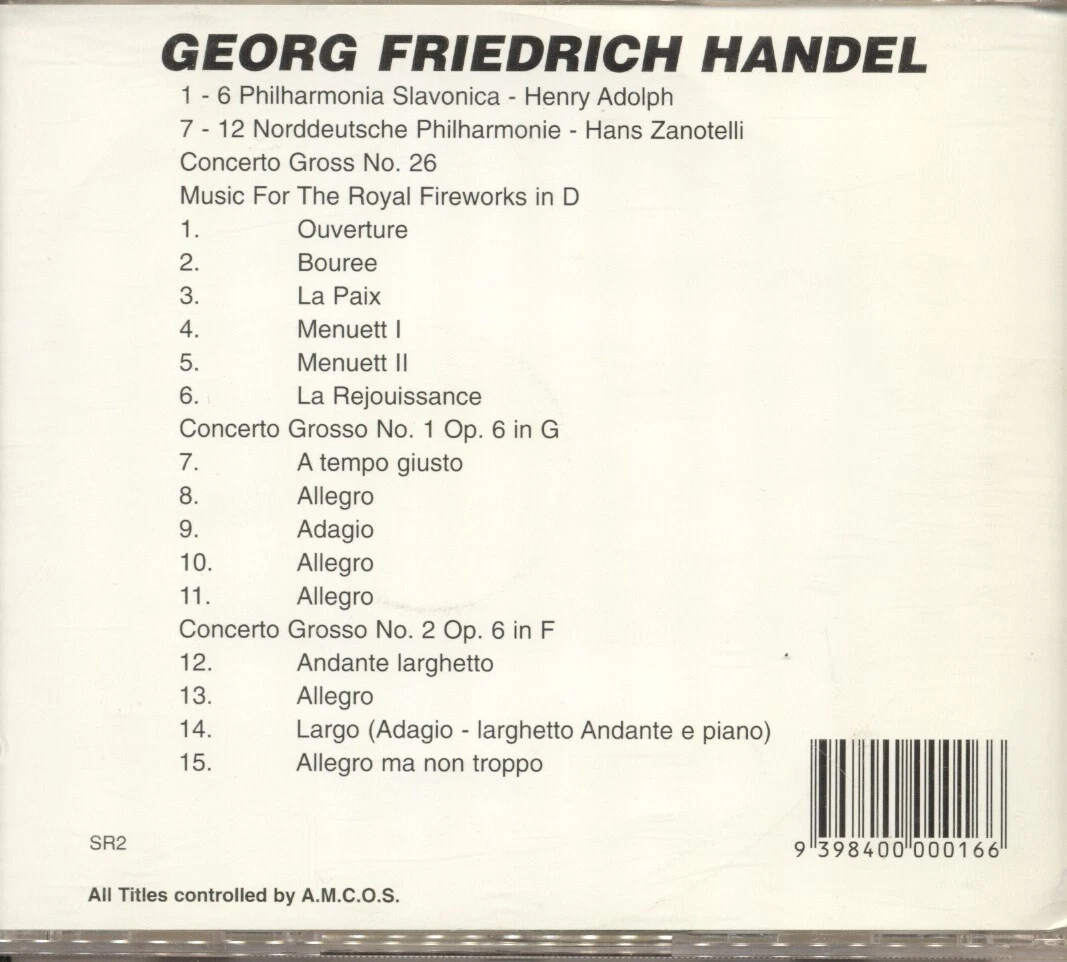 GEORG FRIEDRICH HANDEL
1 - 6 Philharmonia Slavonica - Henry Adolph
7 - 12 Norddeutsche Philharmonie - Hans Zanotelli
Concerto Gross No. 26
Music For The Royal Fireworks in D
1. Ouverture
2. Bouree
3. La Paix
4. Menuett I
5. Menuett II
6. La Rejouissance
Concerto Grosso No. 1 Op. 6 in G
7. A tempo giusto
8. Allegro
9. Adagio
10. Allegro
11. Allegro
Concerto Grosso No. 2 Op. 6 in F
12. Andante larghetto
13. Allegro
14. Largo (Adagio - larghetto Andante e piano)
15. Allegro ma non troppo
9 398400 000166
SR2
All Titles controlled by A.M.C.O.S.